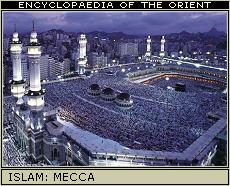 ENCYCLOPAEDIA OF THE ORIENT
ISLAM: MECCA